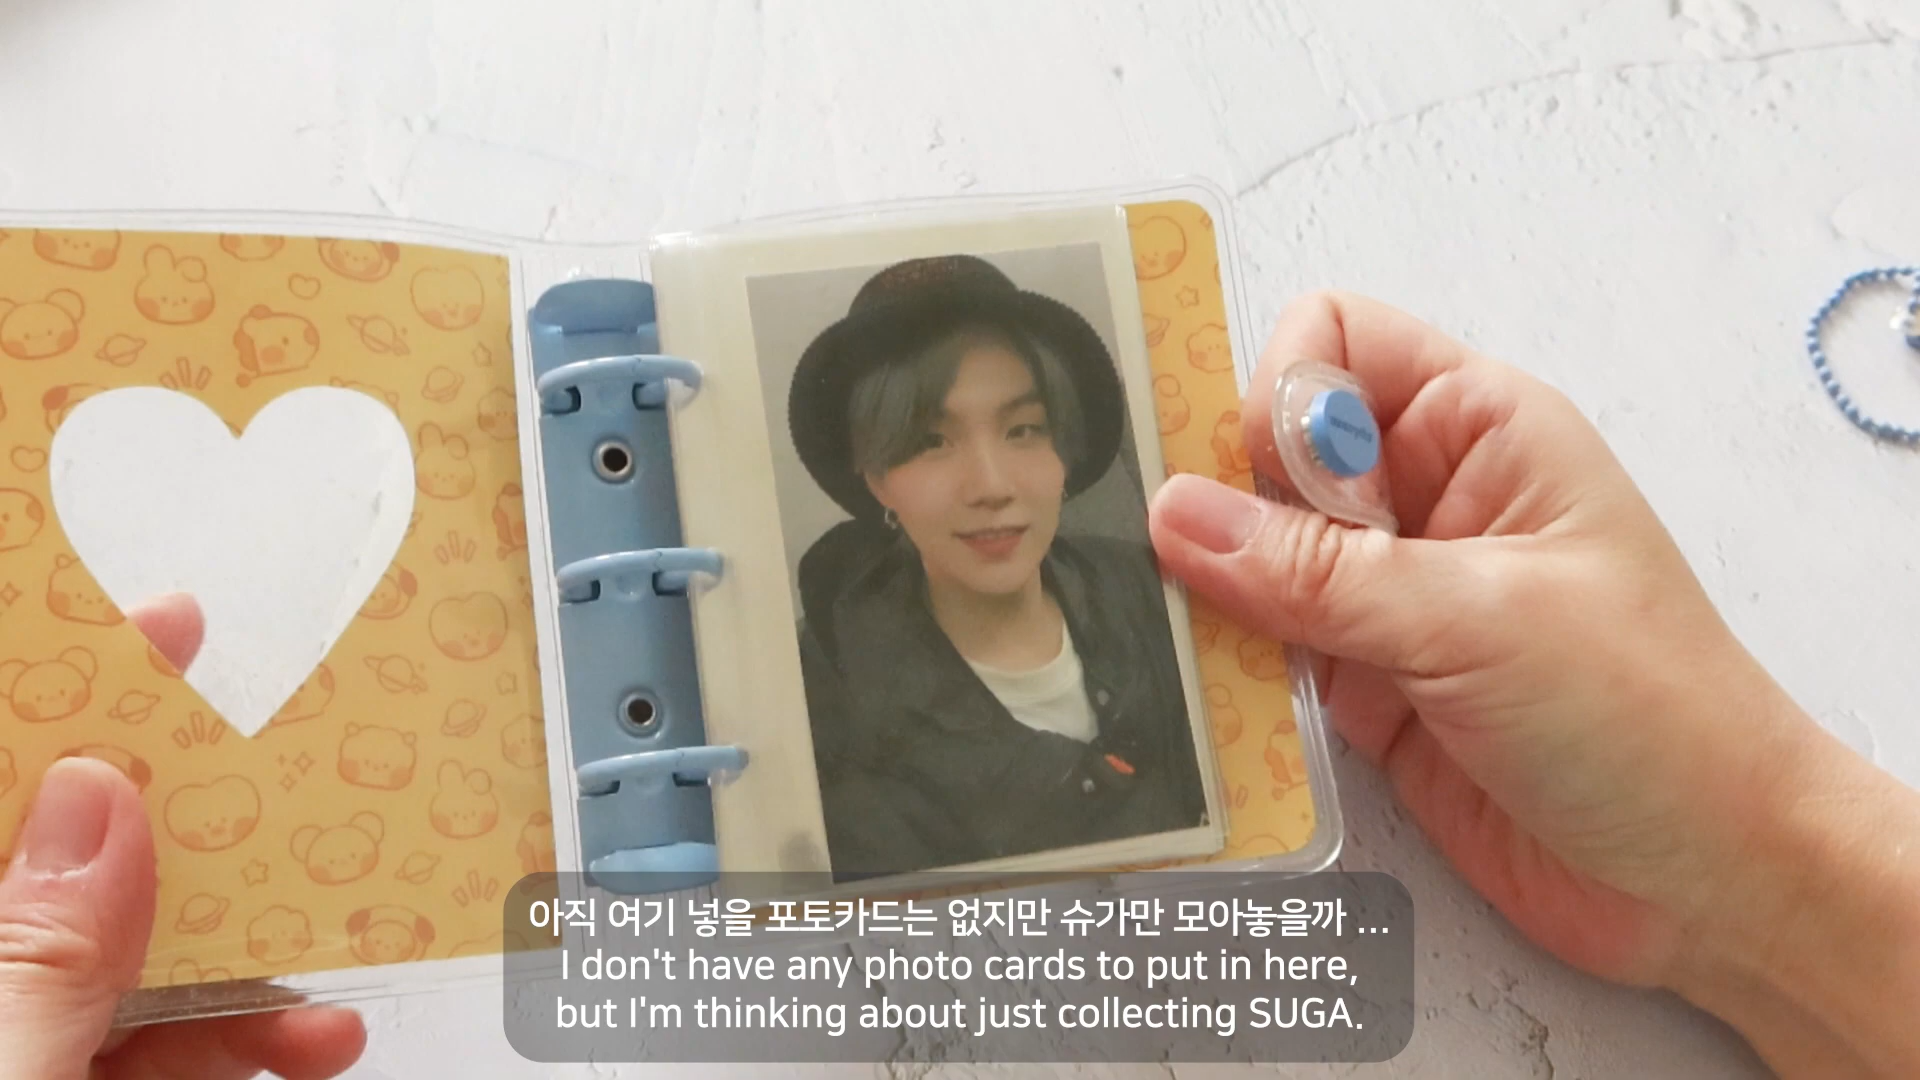 아직 여기 넣을 포토카드는 없지만 슈가만 모아놓을까 ...
I don't have any photo cards to put in here,
but I'm thinking about just collecting SUGA.